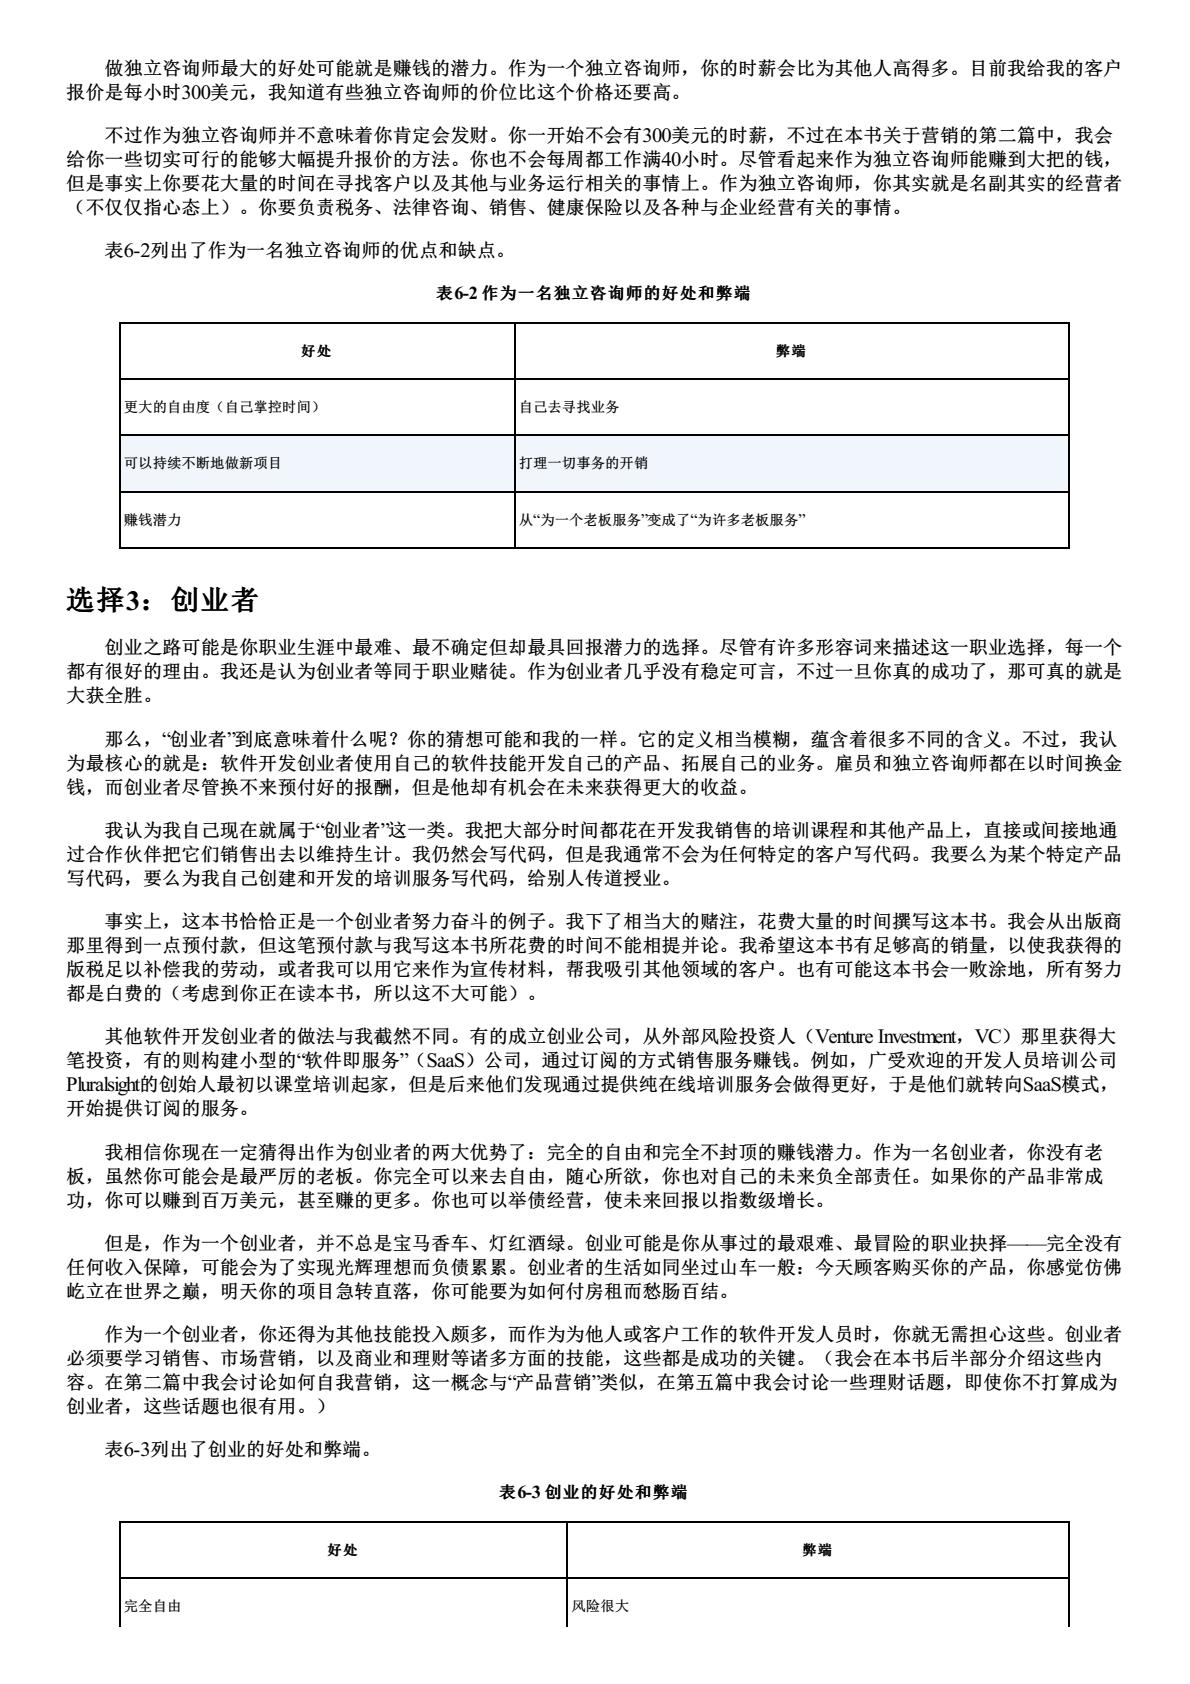 做独立咨询师最大的好处可能就是赚钱的潜力。作为一个独立咨询师，你的时薪会比为其他人高得多。目前我给我的客户
报价是每小时300美元，我知道有些独立咨询师的价位比这个价格还要高。
不过作为独立咨询师并不意味着你肯定会发财。你一开始不会有300美元的时薪，不过在本书关于营销的第二篇中，我会
给你一些切实可行的能够大幅提升报价的方法。你也不会每周都工作满40小时。尽管看起来作为独立咨询师能赚到大把的钱，
但是事实上你要花大量的时间在寻找客户以及其他与业务运行相关的事情上。作为独立咨询师，你其实就是名副其实的经营者
（不仅仅指心态上）。你要负责税务、法律咨询、销售、健康保险以及各种与企业经营有关的事情。
表6-2列出了作为一名独立咨询师的优点和缺点。
表6-2 作为一名独立咨询师的好处和弊端
好处 弊端
更大的自由度（自己掌控时间） 自己去寻找业务
可以持续不断地做新项目 打理一切事务的开销
赚钱潜力 从“为一个老板服务”变成了“为许多老板服务”
选择3：创业者
创业之路可能是你职业生涯中最难、最不确定但却最具回报潜力的选择。尽管有许多形容词来描述这一职业选择，每一个
都有很好的理由。我还是认为创业者等同于职业赌徒。作为创业者几乎没有稳定可言，不过一旦你真的成功了，那可真的就是
大获全胜。
那么，“创业者”到底意味着什么呢？你的猜想可能和我的一样。它的定义相当模糊，蕴含着很多不同的含义。不过，我认
为最核心的就是：软件开发创业者使用自己的软件技能开发自己的产品、拓展自己的业务。雇员和独立咨询师都在以时间换金
钱，而创业者尽管换不来预付好的报酬，但是他却有机会在未来获得更大的收益。
我认为我自己现在就属于“创业者”这一类。我把大部分时间都花在开发我销售的培训课程和其他产品上，直接或间接地通
过合作伙伴把它们销售出去以维持生计。我仍然会写代码，但是我通常不会为任何特定的客户写代码。我要么为某个特定产品
写代码，要么为我自己创建和开发的培训服务写代码，给别人传道授业。
事实上，这本书恰恰正是一个创业者努力奋斗的例子。我下了相当大的赌注，花费大量的时间撰写这本书。我会从出版商
那里得到一点预付款，但这笔预付款与我写这本书所花费的时间不能相提并论。我希望这本书有足够高的销量，以使我获得的
版税足以补偿我的劳动，或者我可以用它来作为宣传材料，帮我吸引其他领域的客户。也有可能这本书会一败涂地，所有努力
都是白费的（考虑到你正在读本书，所以这不大可能）。
其他软件开发创业者的做法与我截然不同。有的成立创业公司，从外部风险投资人（Venture Investment，VC）那里获得大
笔投资，有的则构建小型的“软件即服务”（SaaS）公司，通过订阅的方式销售服务赚钱。例如，广受欢迎的开发人员培训公司
Pluralsight的创始人最初以课堂培训起家，但是后来他们发现通过提供纯在线培训服务会做得更好，于是他们就转向SaaS模式，
开始提供订阅的服务。
我相信你现在一定猜得出作为创业者的两大优势了：完全的自由和完全不封顶的赚钱潜力。作为一名创业者，你没有老
板，虽然你可能会是最严厉的老板。你完全可以来去自由，随心所欲，你也对自己的未来负全部责任。如果你的产品非常成
功，你可以赚到百万美元，甚至赚的更多。你也可以举债经营，使未来回报以指数级增长。
但是，作为一个创业者，并不总是宝马香车、灯红酒绿。创业可能是你从事过的最艰难、最冒险的职业抉择——完全没有
任何收入保障，可能会为了实现光辉理想而负债累累。创业者的生活如同坐过山车一般：今天顾客购买你的产品，你感觉仿佛
屹立在世界之巅，明天你的项目急转直落，你可能要为如何付房租而愁肠百结。
作为一个创业者，你还得为其他技能投入颇多，而作为为他人或客户工作的软件开发人员时，你就无需担心这些。创业者
必须要学习销售、市场营销，以及商业和理财等诸多方面的技能，这些都是成功的关键。（我会在本书后半部分介绍这些内
容。在第二篇中我会讨论如何自我营销，这一概念与“产品营销”类似，在第五篇中我会讨论一些理财话题，即使你不打算成为
创业者，这些话题也很有用。）
表6-3列出了创业的好处和弊端。
表6-3 创业的好处和弊端
好处 弊端
完全自由 风险很大